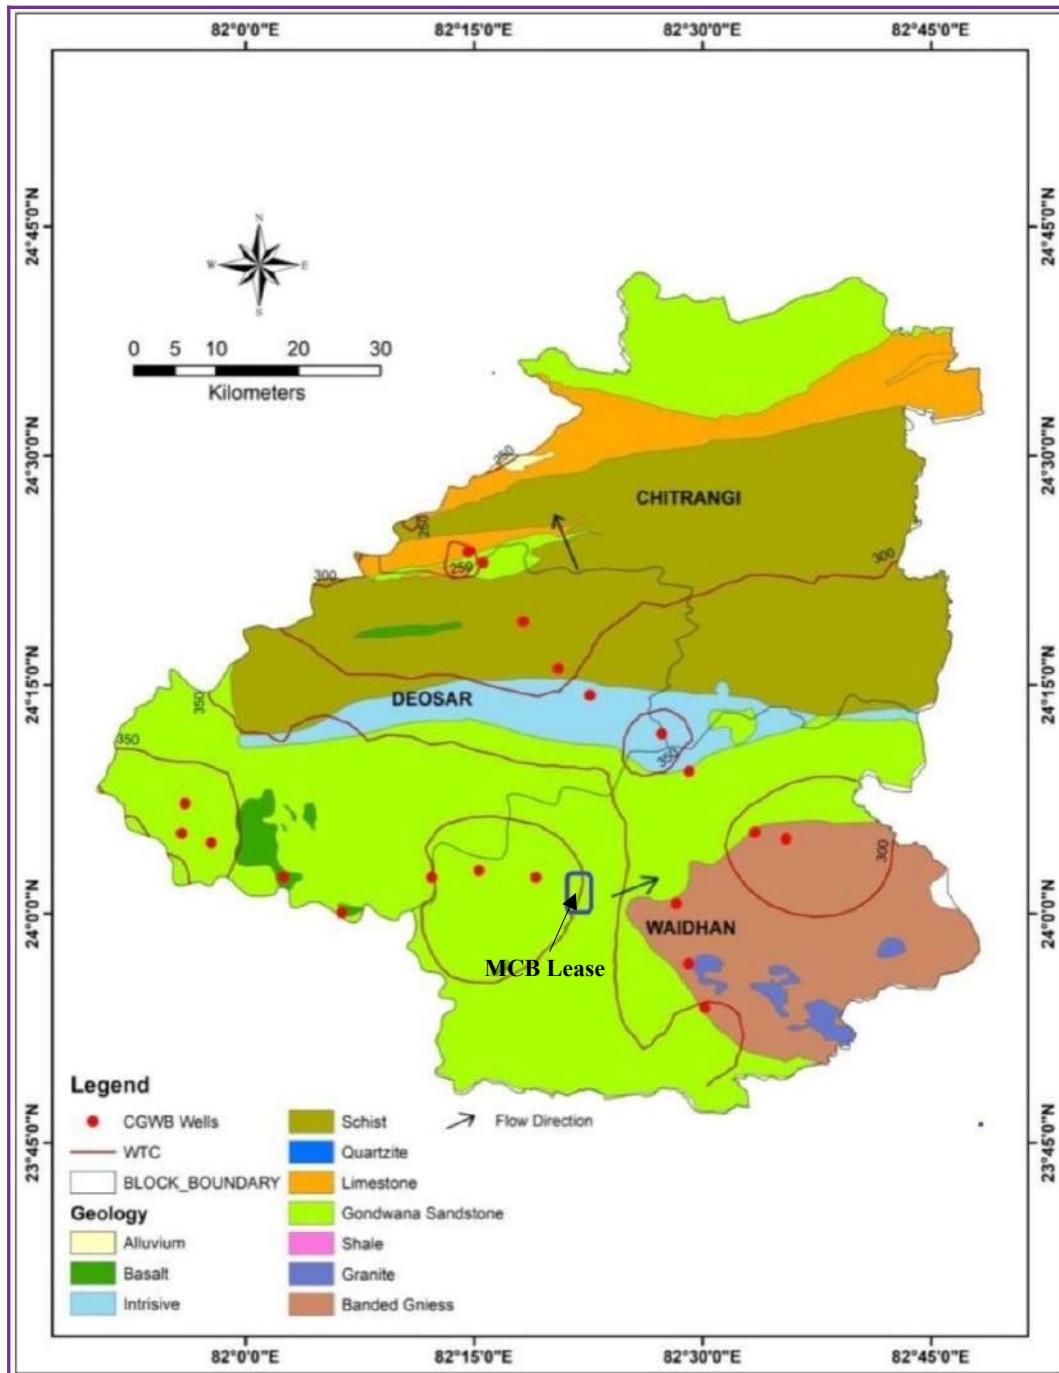 82°0'0"E 82°15'0"E 82°30'0"E 82°45'0"E
24°45'0"N
24°45'0"N
N
W E
S
0 5 10 20 30
Kilometers
24°30'0"N
24°30'0"N
250
CHITRANGI
250
250
300
300
24°15'0"N
24°15'0"N
DEOSAR
350
350
350
300
24°0'0"N
24°0'0"N
WAIDHAN
MCB Lease
Legend
CGWB Wells
WTC
BLOCK_BOUNDARY
Geology
Alluvium
Basalt
Intrisive
Schist
Quartzite
Limestone
Gondwana Sandstone
Shale
Granite
Banded Gniess
Flow Direction
23°45'0"N
23°45'0"N
82°0'0"E 82°15'0"E 82°30'0"E 82°45'0"E